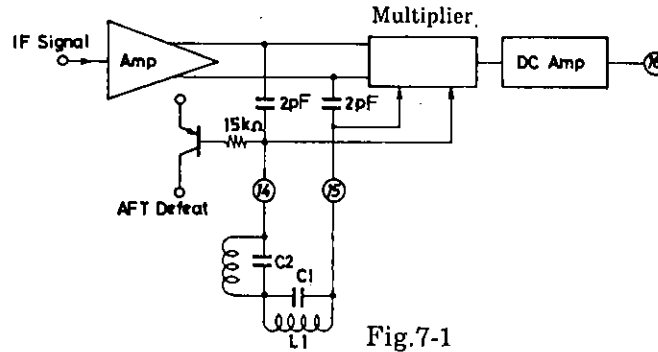 Multiplier.
IF Signal
Amp
DC Amp
16
2pF
2pF
15kΩ
14
15
AFT Defeat
C2
C1
L1
Fig.7-1